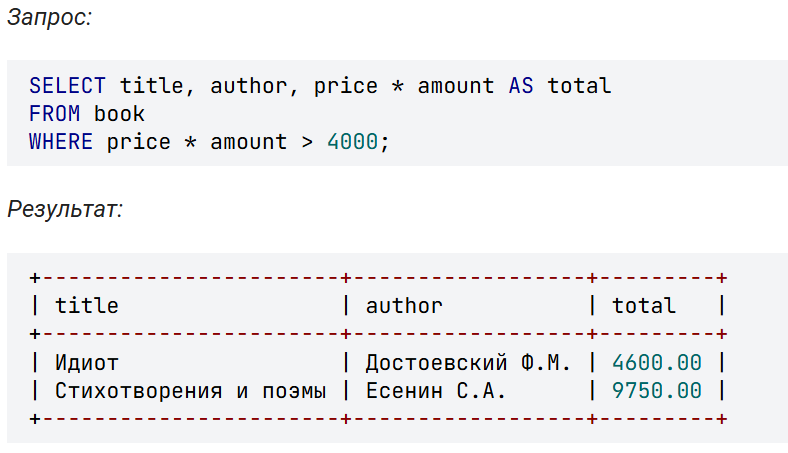 Запрос:
SELECT title, author, price * amount AS total
FROM book
WHERE price * amount > 4000;
Результат:
+-----------------------+------------------+---------+
| title                 | author           | total   |
+-----------------------+------------------+---------+
| Идиот                 | Достоевский Ф.М. | 4600.00 |
| Стихотворения и поэмы | Есенин С.А.      | 9750.00 |
+-----------------------+------------------+---------+